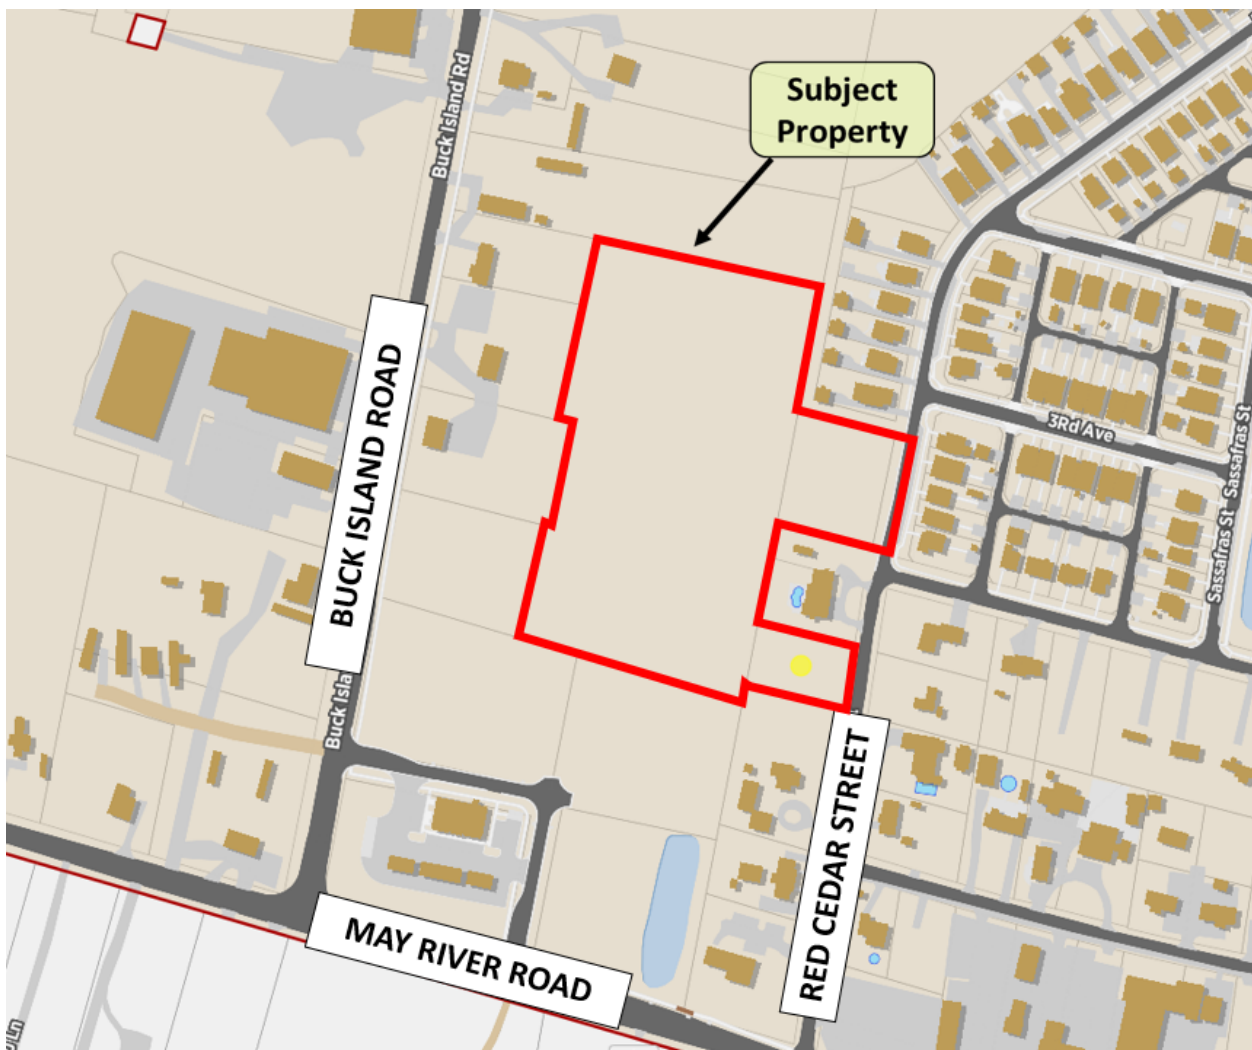 Buck Island Rd
Subject
Property
BUCK ISLAND ROAD
3Rd Ave
Sassafras St
Sassafras St
Buck Isla
RED CEDAR STREET
MAY RIVER ROAD
Ln